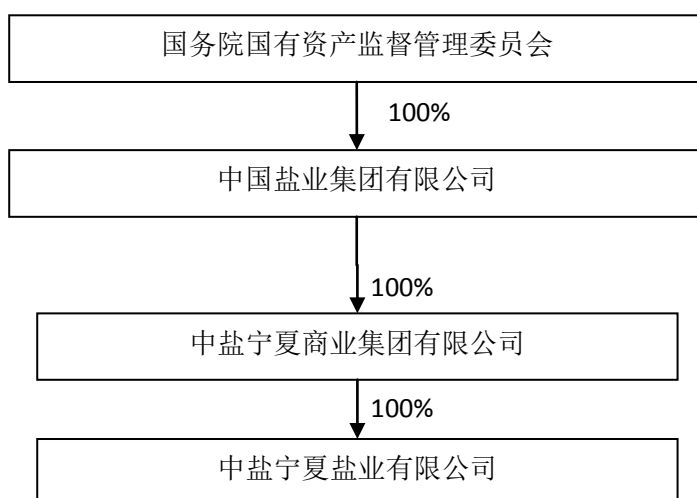 国务院国有资产监督管理委员会
100%
中国盐业集团有限公司
100%
中盐宁夏商业集团有限公司
100%
中盐宁夏盐业有限公司